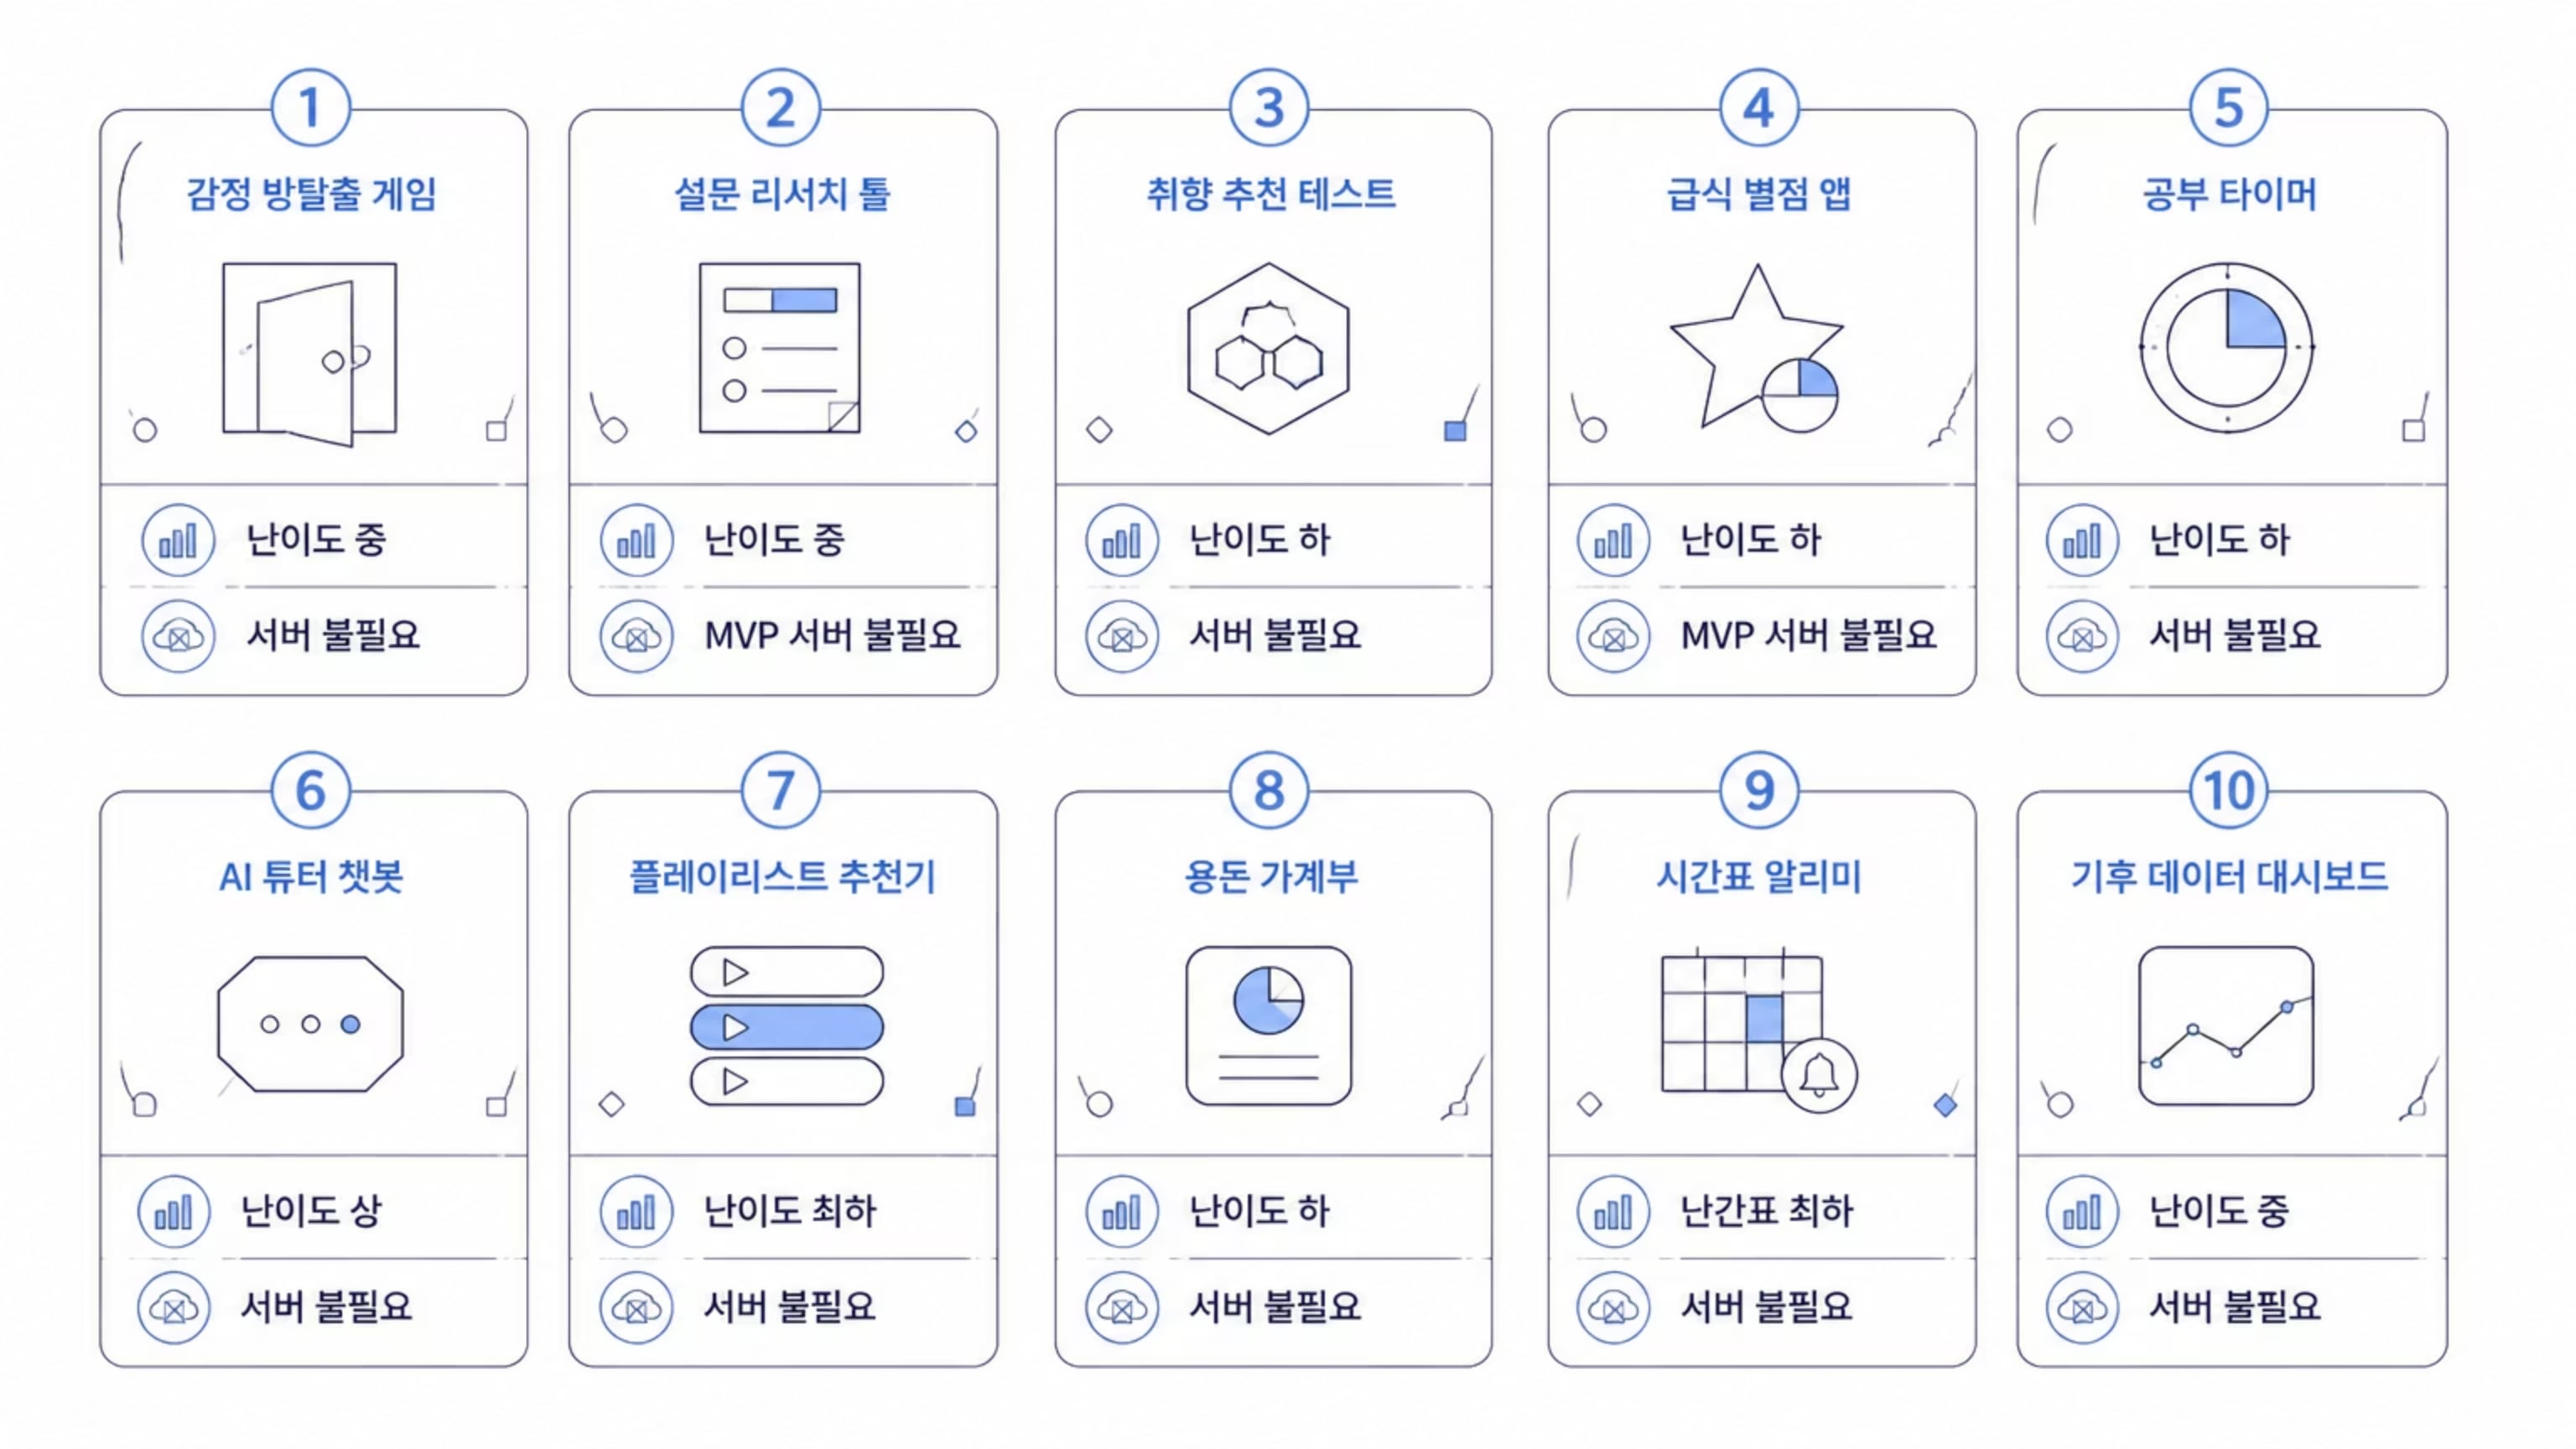 1
감정 방탈출 게임
난이도 중
서버 불필요
2
설문 리서치 톨
난이도 중
MVP 서버 불필요
3
취향 추천 테스트
난이도 하
서버 불필요
4
급식 별점 앱
난이도 하
MVP 서버 불필요
5
공부 타이머
난이도 하
서버 불필요
6
AI 튜터 챗봇
난이도 상
서버 불필요
7
플레이리스트 추천기
난이도 최하
서버 불필요
8
용돈 가계부
난이도 하
서버 불필요
9
시간표 알리미
난간표 최하
서버 불필요
10
기후 데이터 대시보드
난이도 중
서버 불필요